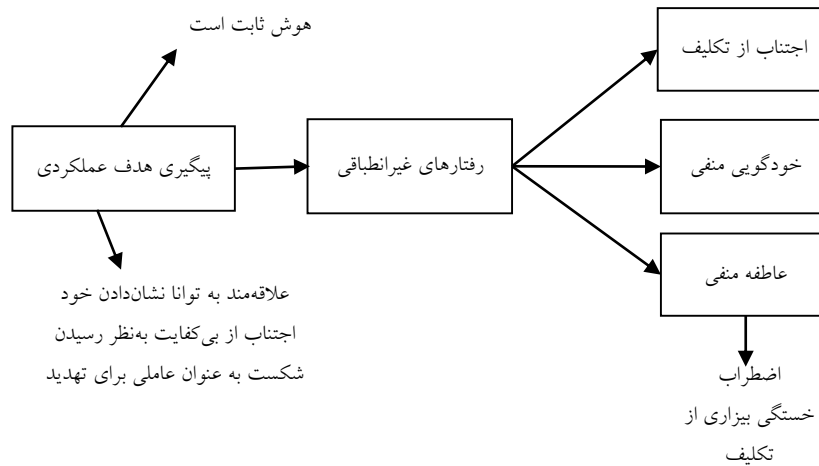 هوش ثابت است
اجتناب از تکلیف
پیگیری هدف عملکردی
رفتارهای غیرانطباقی
خودگویی منفی
عاطفه منفی
علاقه‌مند به توانا نشان‌دادن خود
اجتناب از بی‌کفایت به‌نظر رسیدن
شکست به عنوان عاملی برای تهدید
اضطراب
خستگی بیزاری از
تکلیف